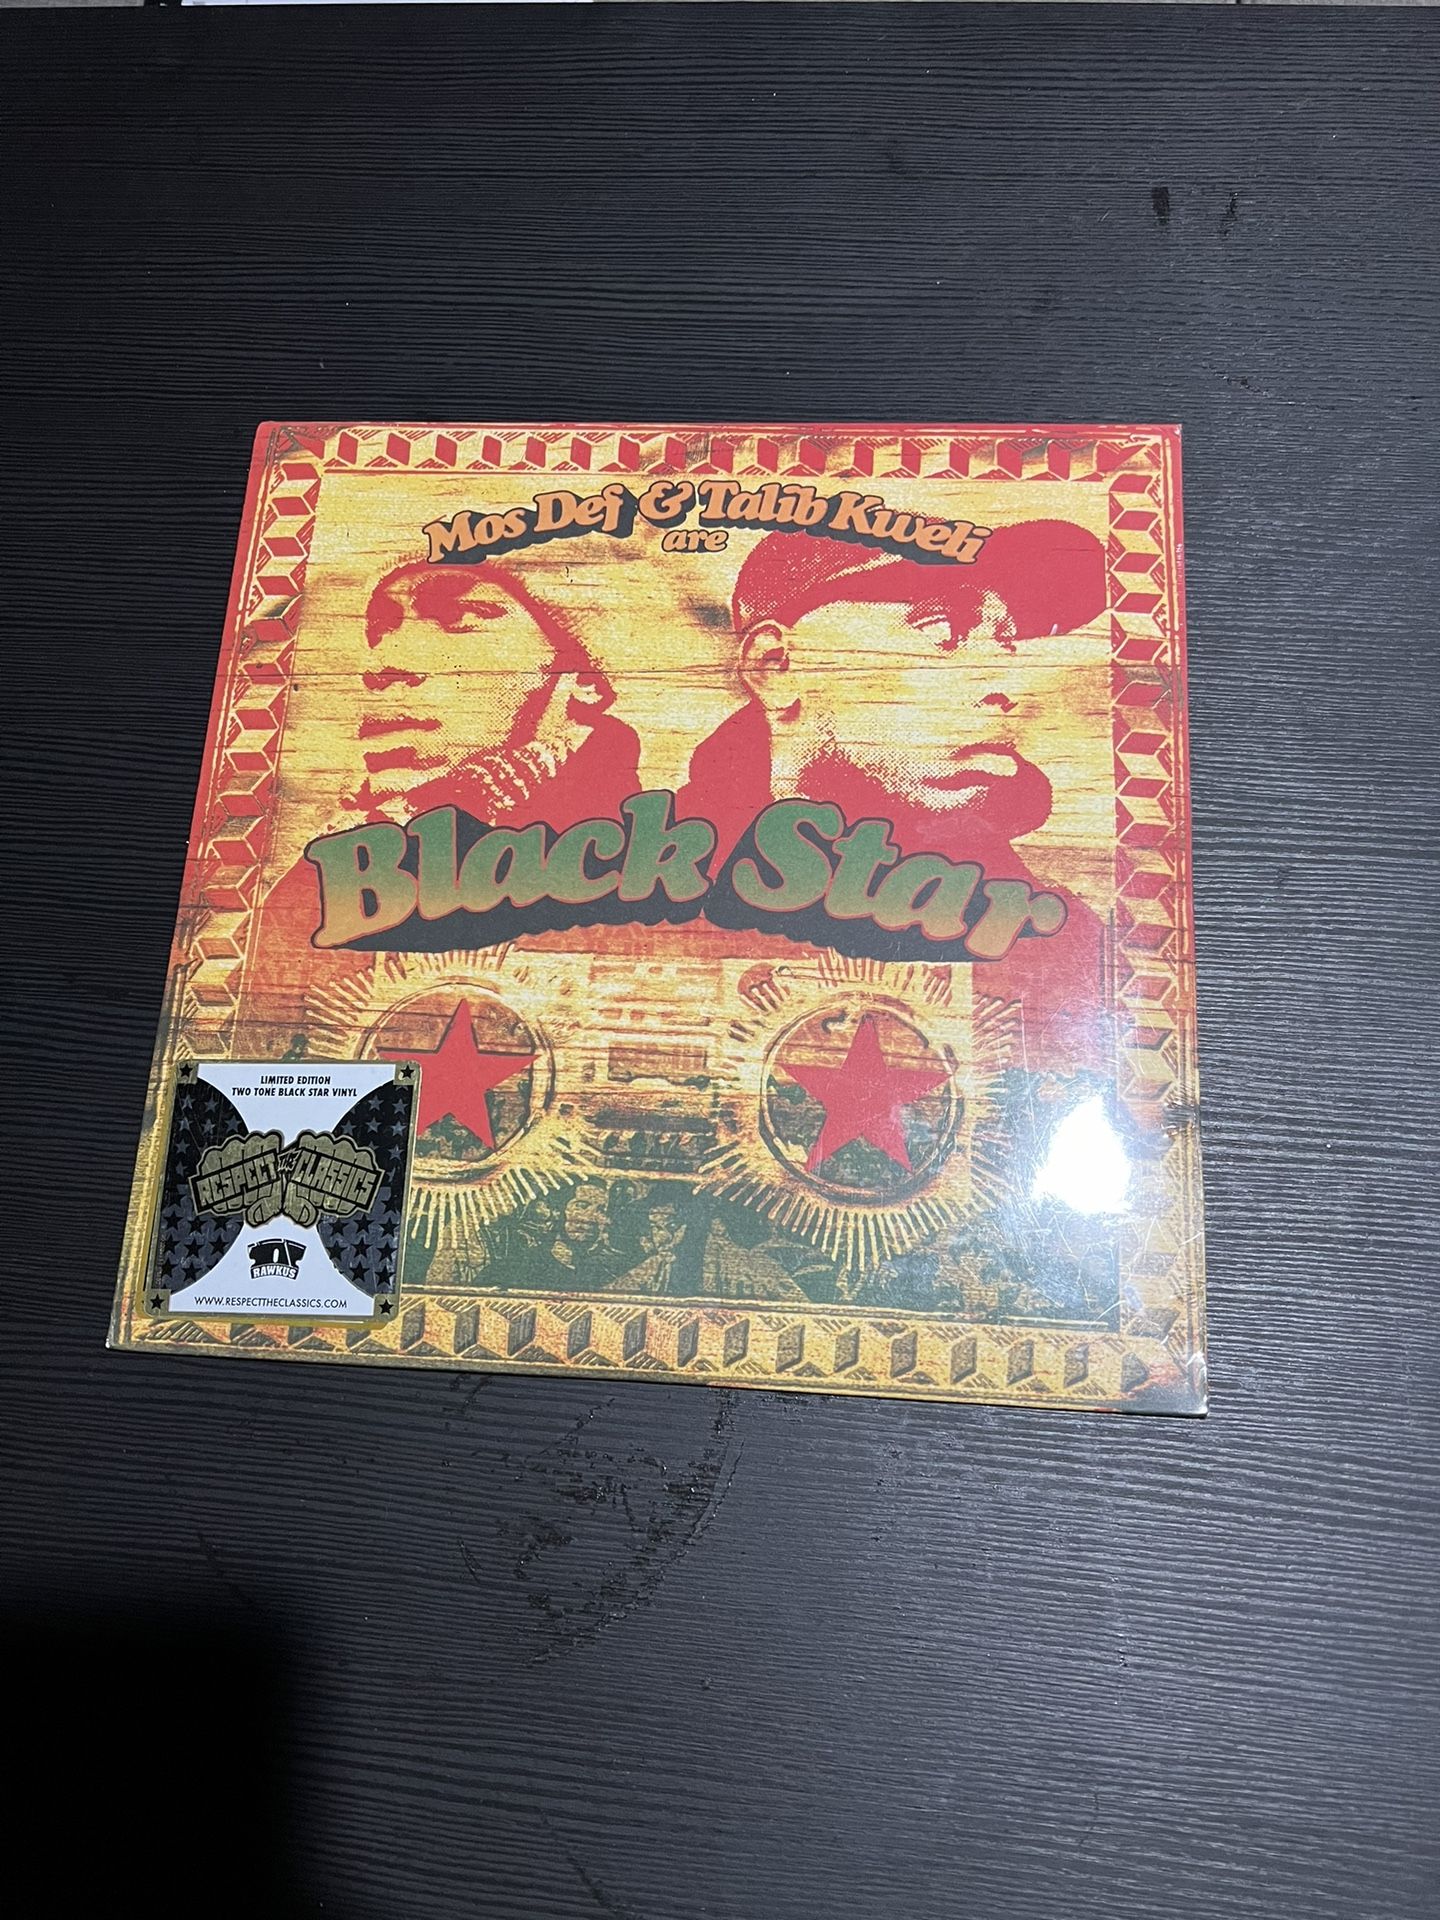 Mos Def & Talib Kweli
are
Black Star
LIMITED EDITION
TWO TONE BLACK STAR VINYL
RESPECT THE CLASSICS
RAWKUS
WWW.RESPECTTHECLASSICS.COM